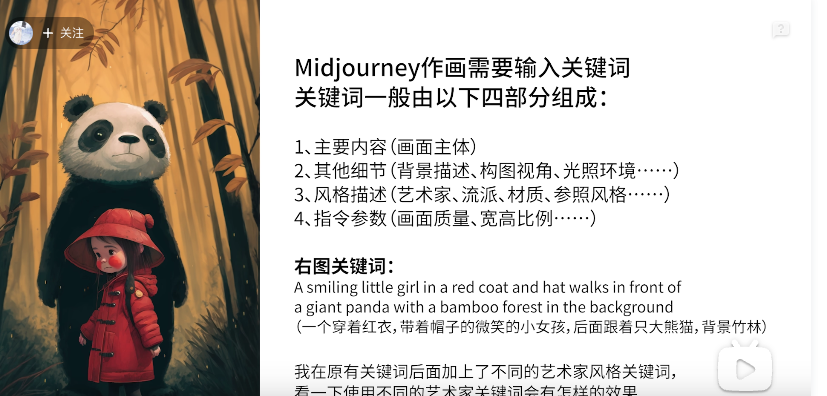 + 关注
?
Midjourney作画需要输入关键词
关键词一般由以下四部分组成：
1、主要内容（画面主体）
2、其他细节（背景描述、构图视角、光照环境······）
3、风格描述（艺术家、流派、材质、参照风格······）
4、指令参数（画面质量、宽高比例······）
右图关键词：
A smiling little girl in a red coat and hat walks in front of
a giant panda with a bamboo forest in the background
（一个穿着红衣，带着帽子的微笑的小女孩，后面跟着只大熊猫，背景竹林）
我在原有关键词后面加上了不同的艺术家风格关键词，
看一下使用不同的艺术家关键词会有怎样的效果